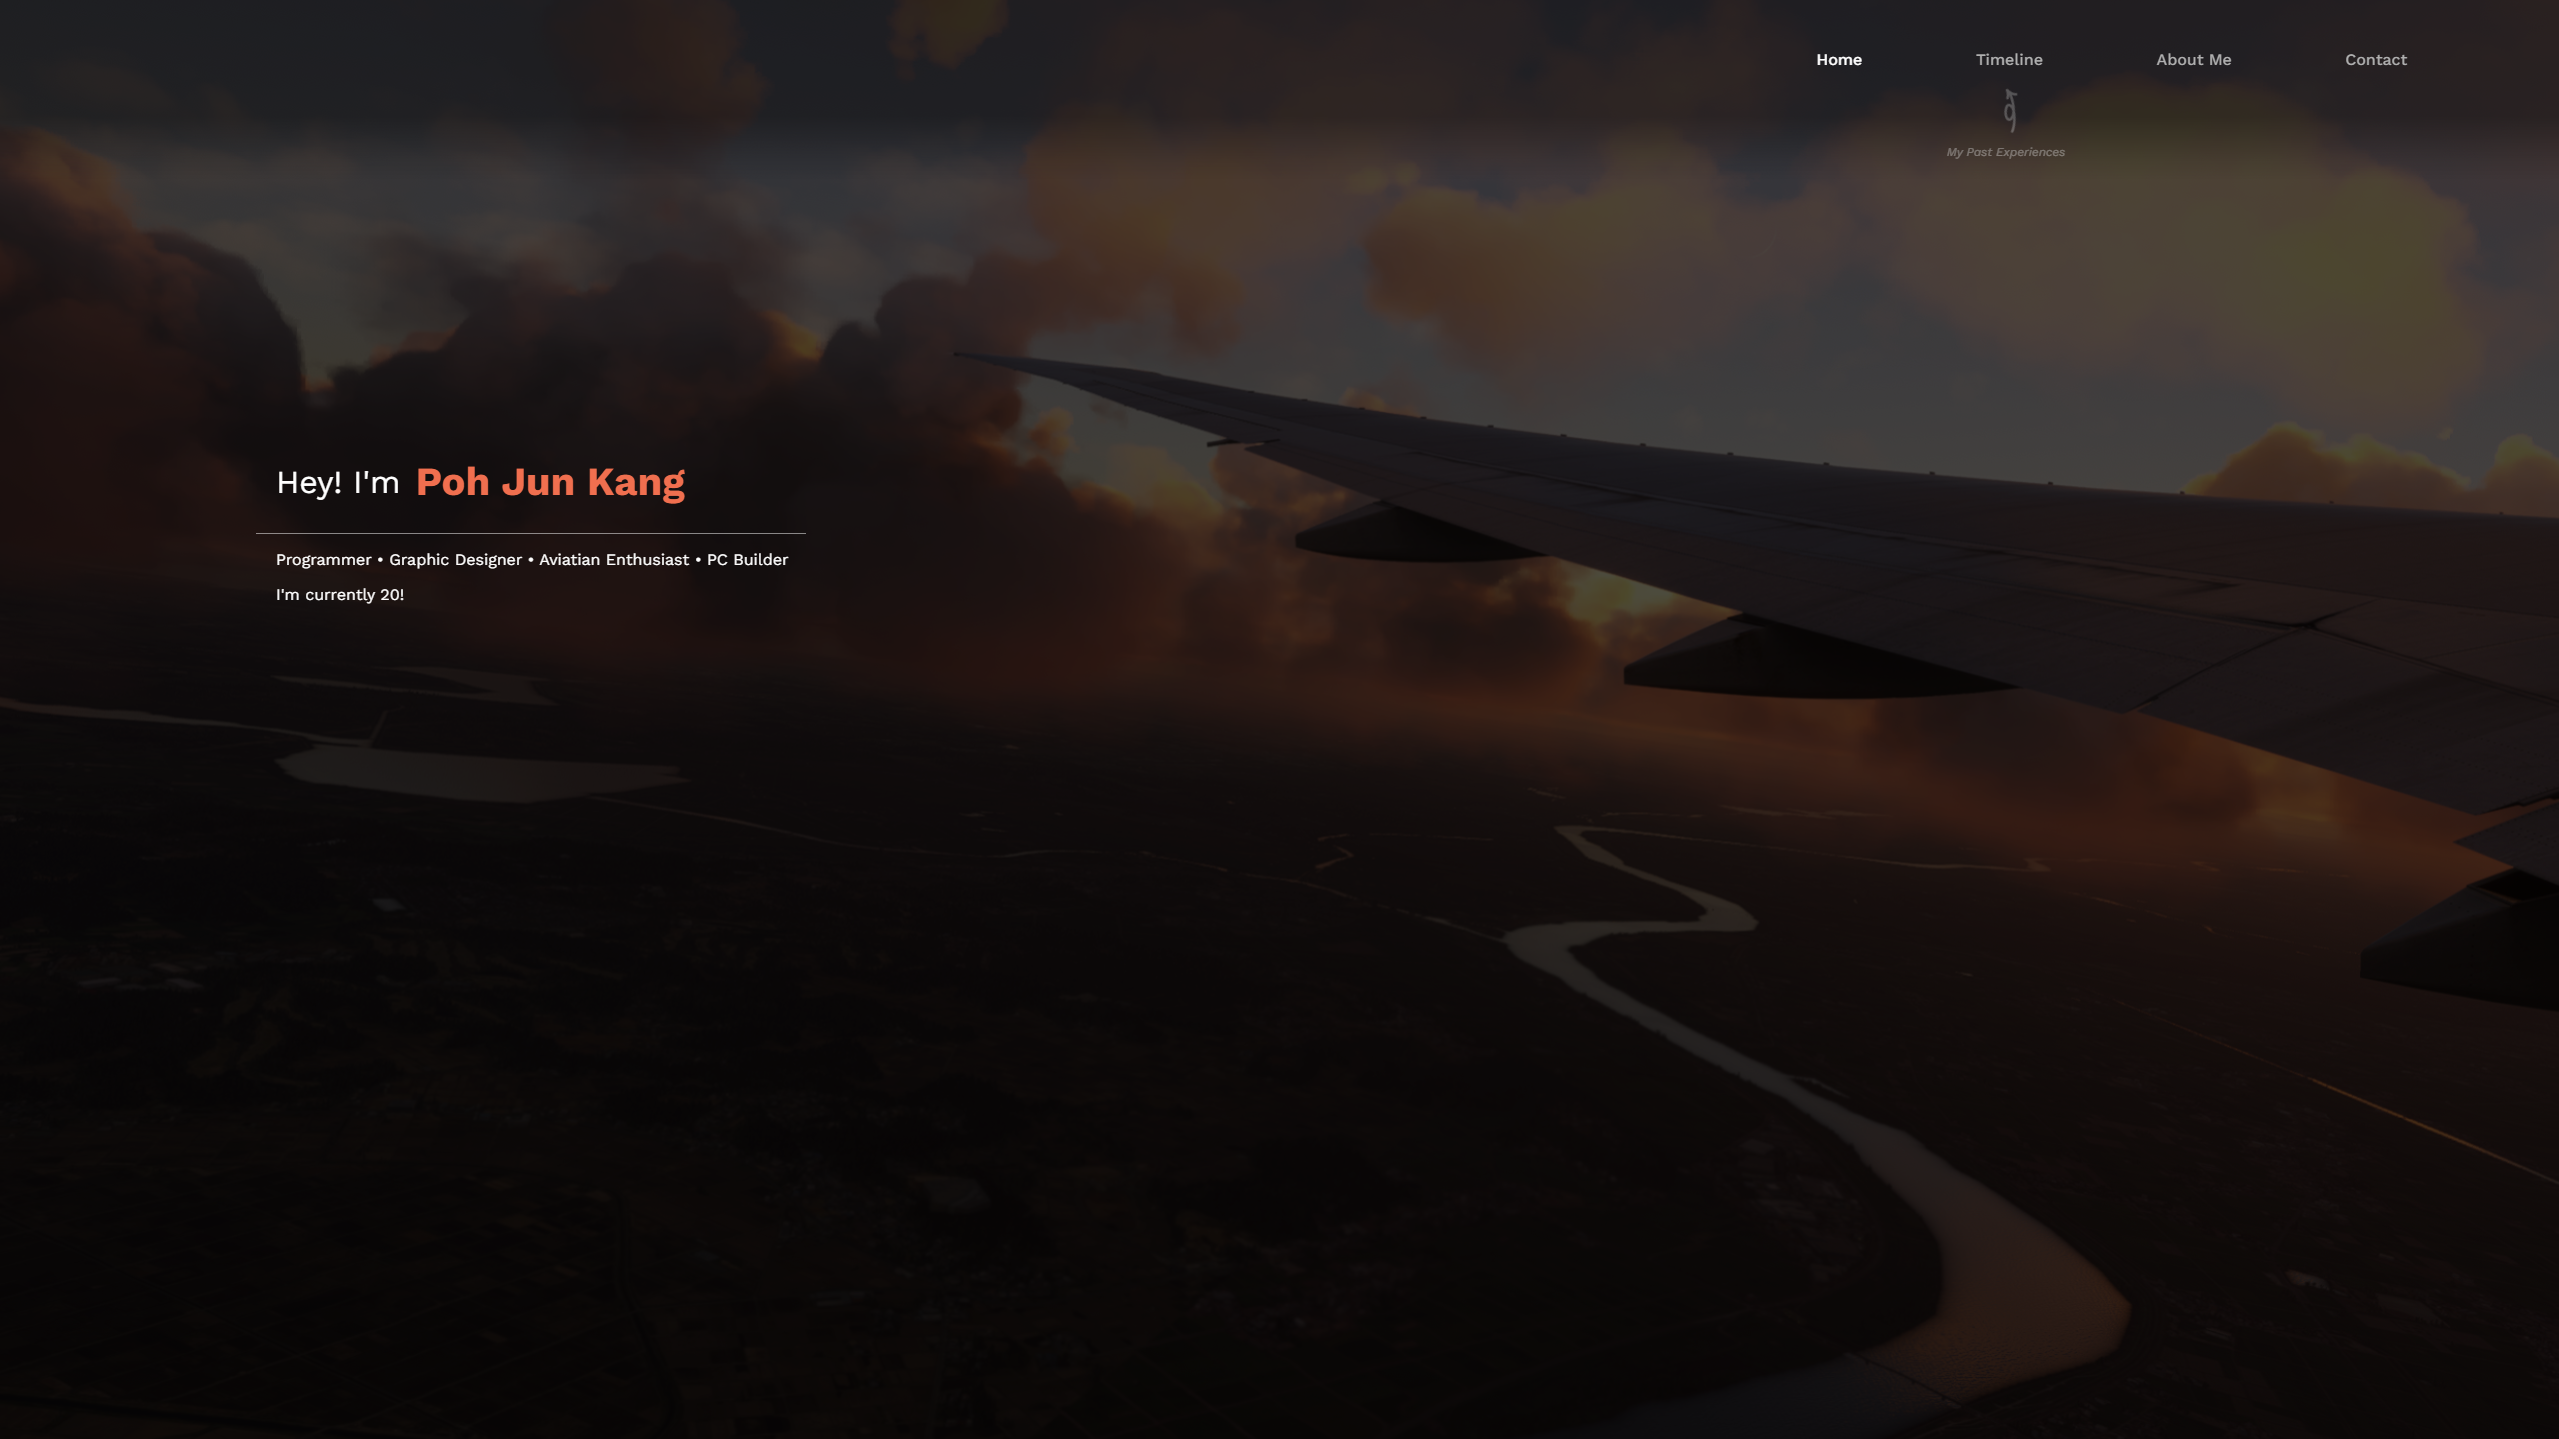 Home Timeline About Me Contact
My Past Experiences
Hey! I'm Poh Jun Kang
Programmer • Graphic Designer • Aviatian Enthusiast • PC Builder
I'm currently 20!